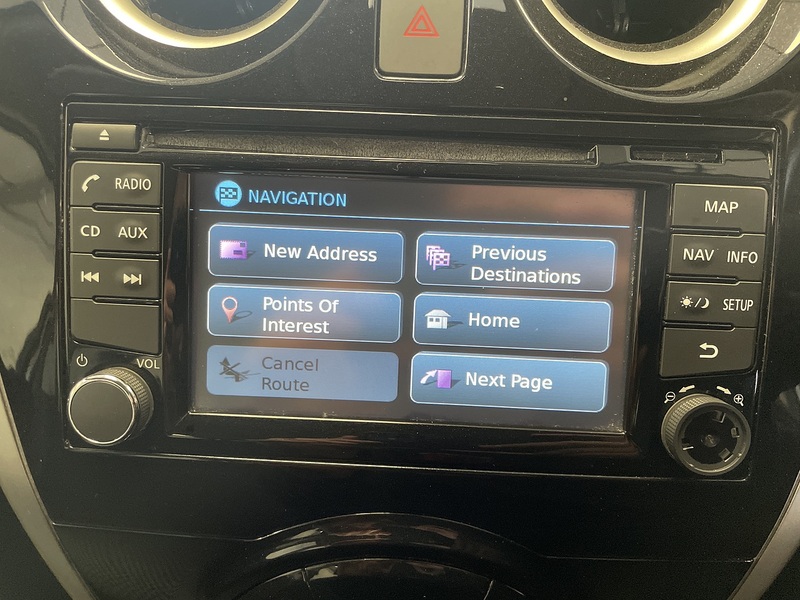 RADIO
CD AUX
VOL
NAVIGATION
New Address
Previous
Destinations
Points Of
Interest
Home
Cancel
Route
Next Page
MAP
NAV INFO
SETUP